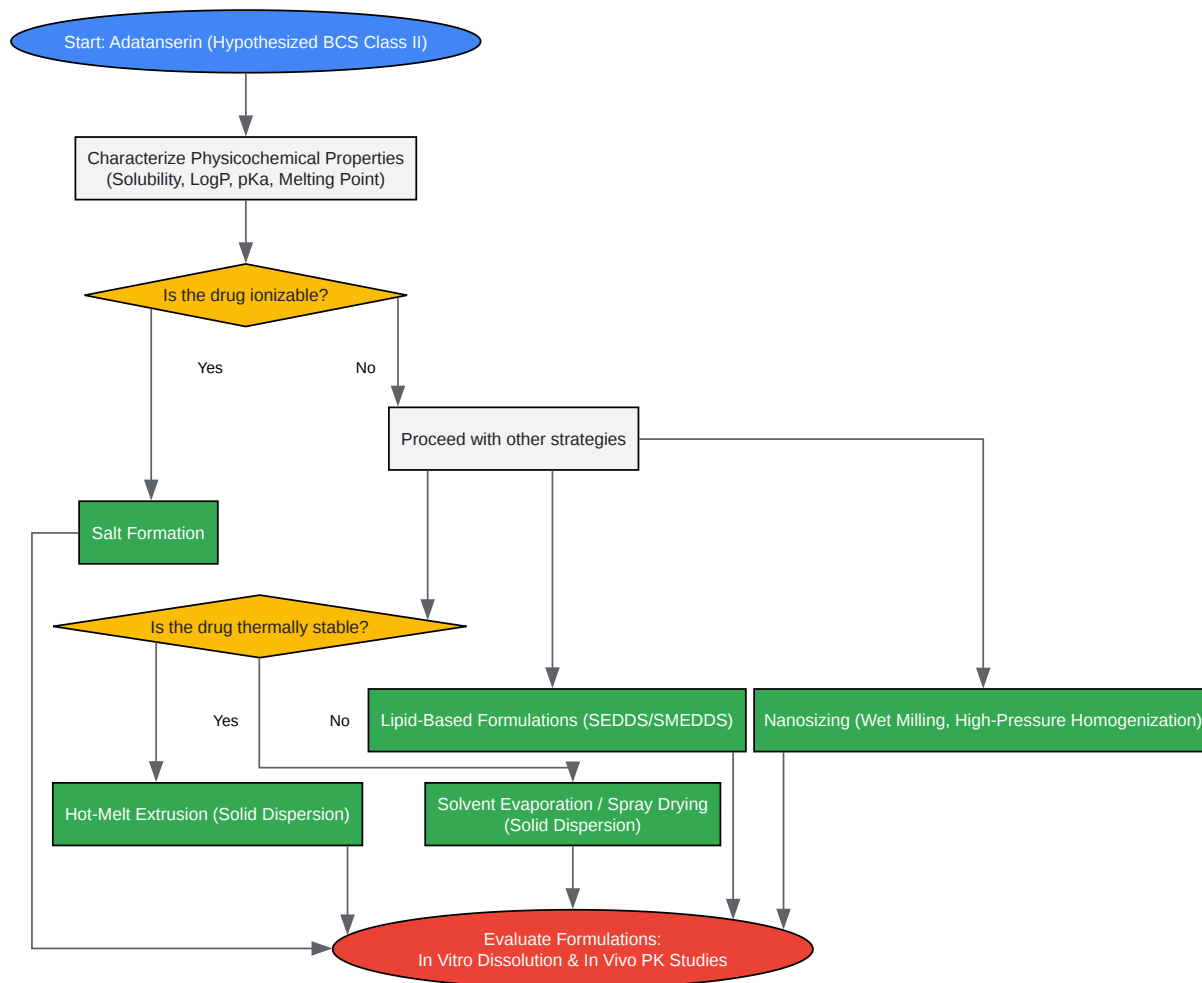 Start: Adatanserin (Hypothesized BCS Class II)
Characterize Physicochemical Properties
(Solubility, LogP, pKa, Melting Point)
Is the drug ionizable?
Yes
No
Proceed with other strategies
Salt Formation
Is the drug thermally stable?
Yes
No
Lipid-Based Formulations (SEDDS/SMEDDS)
Nanosizing (Wet Milling, High-Pressure Homogenization)
Hot-Melt Extrusion (Solid Dispersion)
Solvent Evaporation / Spray Drying
(Solid Dispersion)
Evaluate Formulations:
In Vitro Dissolution & In Vivo PK Studies